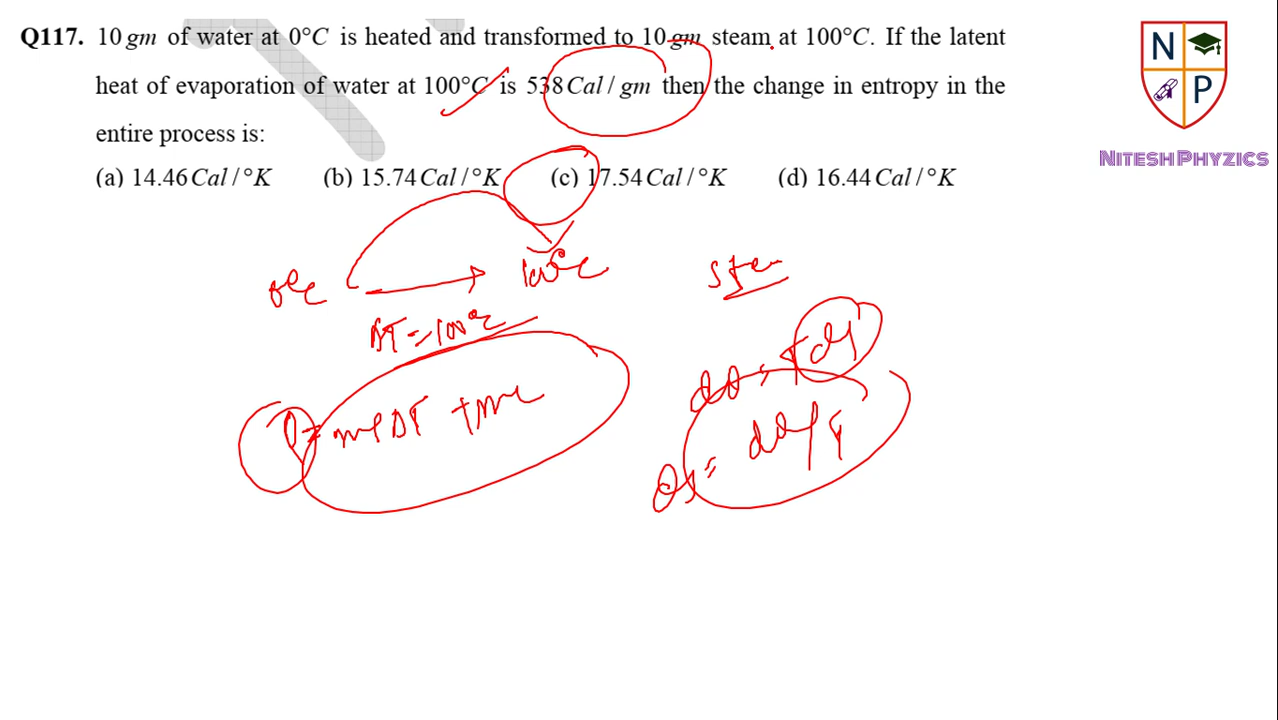 Q117. 10 gm of water at 0°C is heated and transformed to 10 gm steam at 100°C. If the latent
heat of evaporation of water at 100°C is 538 Cal / gm then the change in entropy in the
entire process is:
(a) 14.46 Cal / °K (b) 15.74 Cal / °K (c) 17.54 Cal / °K (d) 16.44 Cal / °K
N P
NITESH PHYZICS
0°C 100°C
ΔT = 100°C